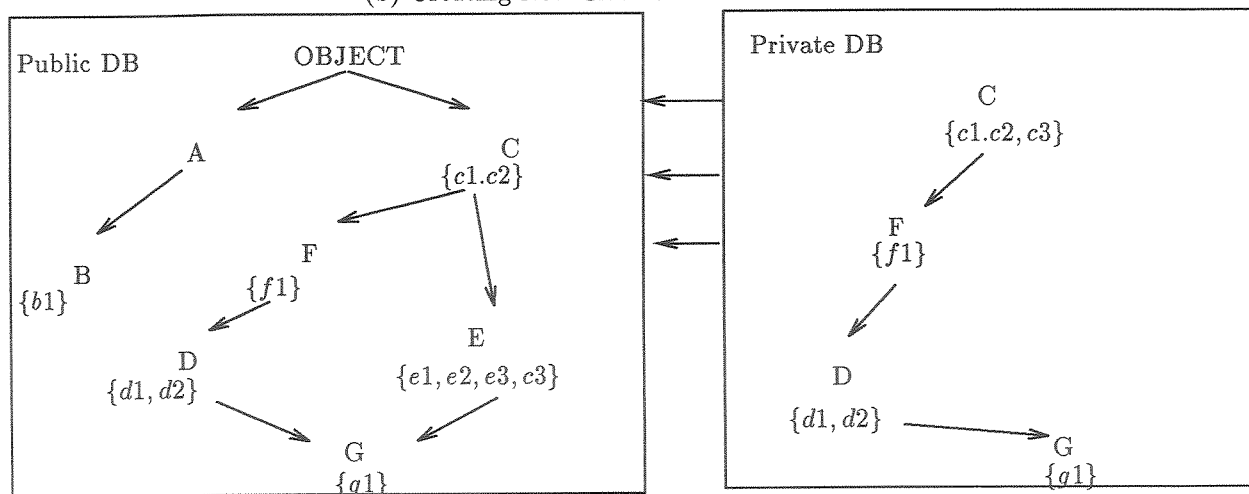 Public DB
OBJECT
A
C
{c1.c2}
F
{f1}
B
{b1}
E
{e1, e2, e3, c3}
D
{d1, d2}
G
{g1}
Private DB
C
{c1.c2, c3}
F
{f1}
D
{d1, d2}
G
{g1}